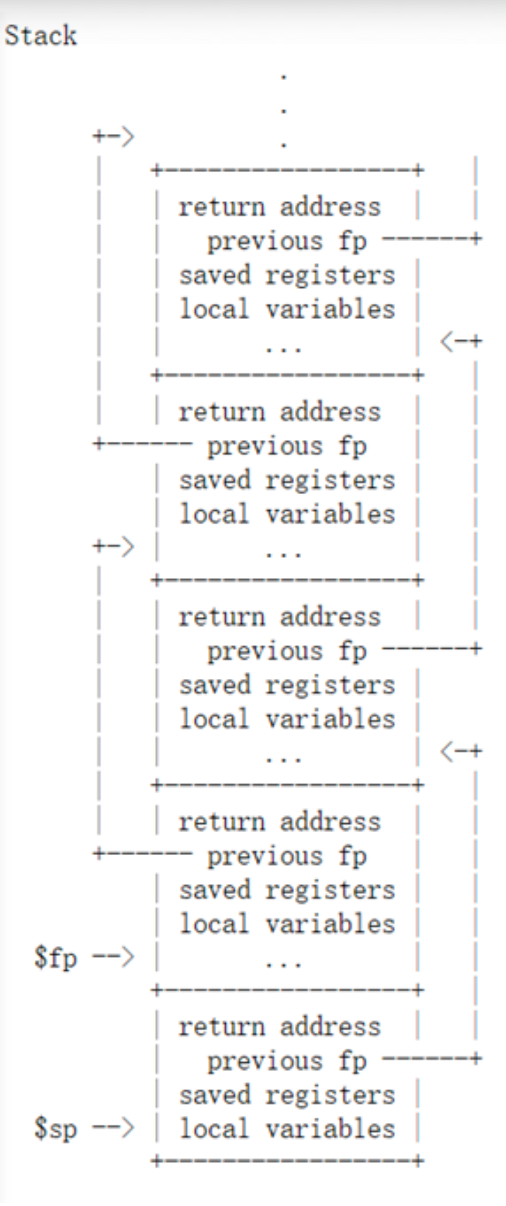 Stack
.
.
+-> .
| +-----------------+ |
| | return address | |
| | previous fp ------+
| | saved registers |
| | local variables |
| | ... | <-+
| +-----------------+ |
| | return address | |
+------ previous fp | |
| saved registers | |
| local variables | |
+-> | ... | |
| +-----------------+ |
| | return address | |
| | previous fp ------+
| | saved registers |
| | local variables |
| | ... | <-+
| +-----------------+ |
| | return address | |
+------ previous fp | |
| saved registers | |
| local variables | |
$fp --> | ... | |
+-----------------+ |
| return address | |
| previous fp ------+
| saved registers |
$sp --> | local variables |
+-----------------+